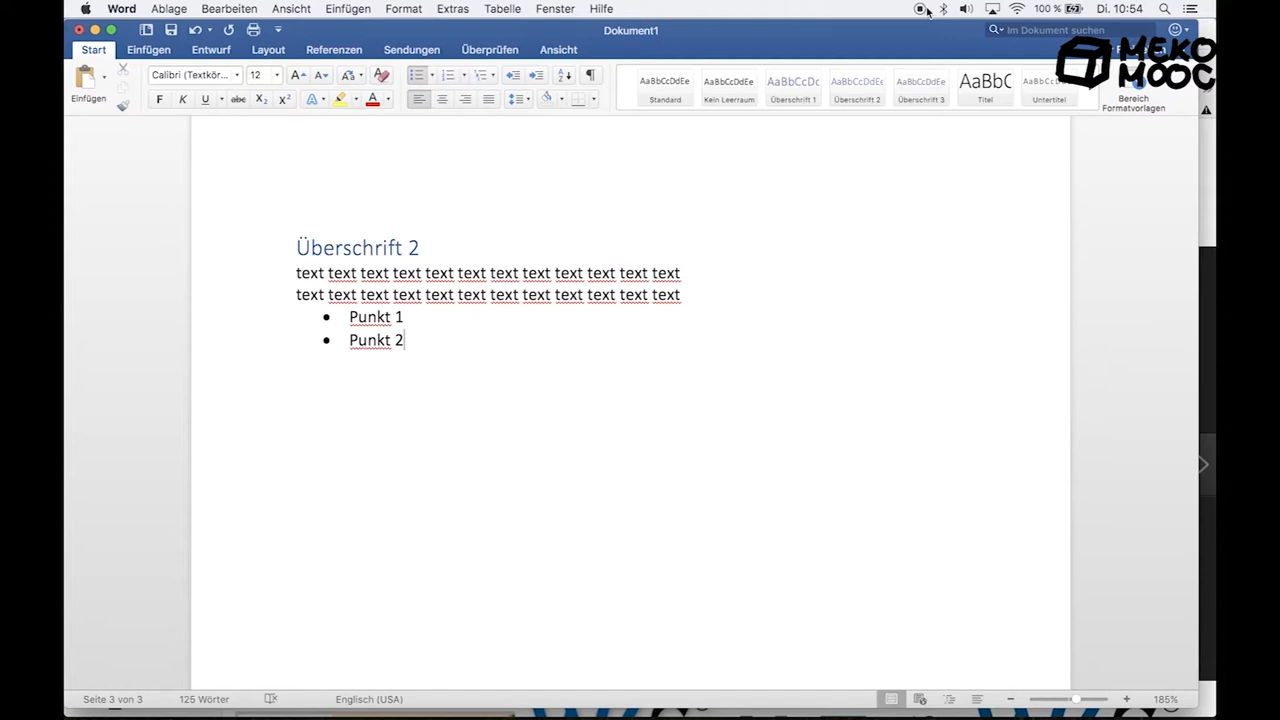 Word Ablage Bearbeiten Ansicht Einfügen Format Extras Tabelle Fenster Hilfe 100 % Di. 10:54
Dokument1 Im Dokument suchen
Start Einfügen Entwurf Layout Referenzen Sendungen Überprüfen Ansicht
MEKO
MOOC
Calibri (Textkör... 12
Einfügen
F K U abc X₂ X²
AaBbCcDdEe AaBbCcDdEe AaBbCcDc AaBbCcDdEe AaBbCcDdEe AaBbC
Standard Kein Leerraum Überschrift 1 Überschrift 2 Überschrift 3 Titel Untertitel
Bereich
Formatvorlagen
Überschrift 2
text text text text text text text text text text text text
text text text text text text text text text text text text
• Punkt 1
• Punkt 2
Seite 3 von 3 125 Wörter Englisch (USA) 185%